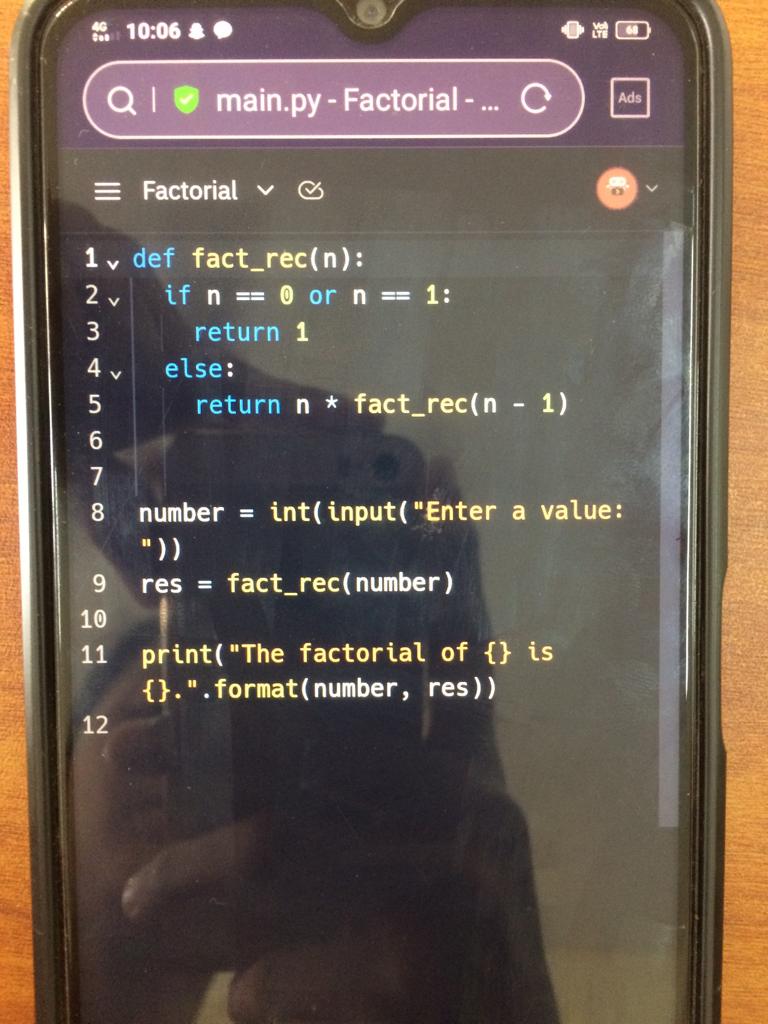 4G 10:06 VoLTE 68
main.py - Factorial - ... Ads
Factorial
1 def fact_rec(n):
2 if n == 0 or n == 1:
3 return 1
4 else:
5 return n * fact_rec(n - 1)
6
7
8 number = int(input("Enter a value:
"))
9 res = fact_rec(number)
10
11 print("The factorial of {} is
{}.".format(number, res))
12